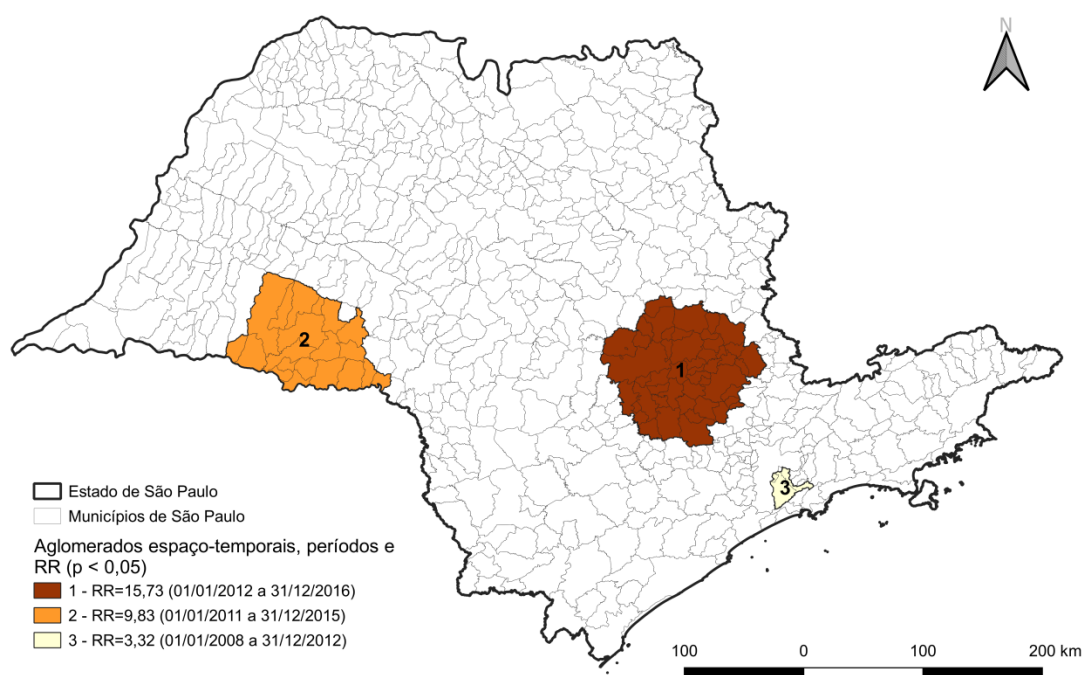 N
2
1
3
Estado de São Paulo
Municípios de São Paulo
Aglomerados espaço-temporais, períodos e
RR (p < 0,05)
1 - RR=15,73 (01/01/2012 a 31/12/2016)
2 - RR=9,83 (01/01/2011 a 31/12/2015)
3 - RR=3,32 (01/01/2008 a 31/12/2012)
100 0 100 200 km